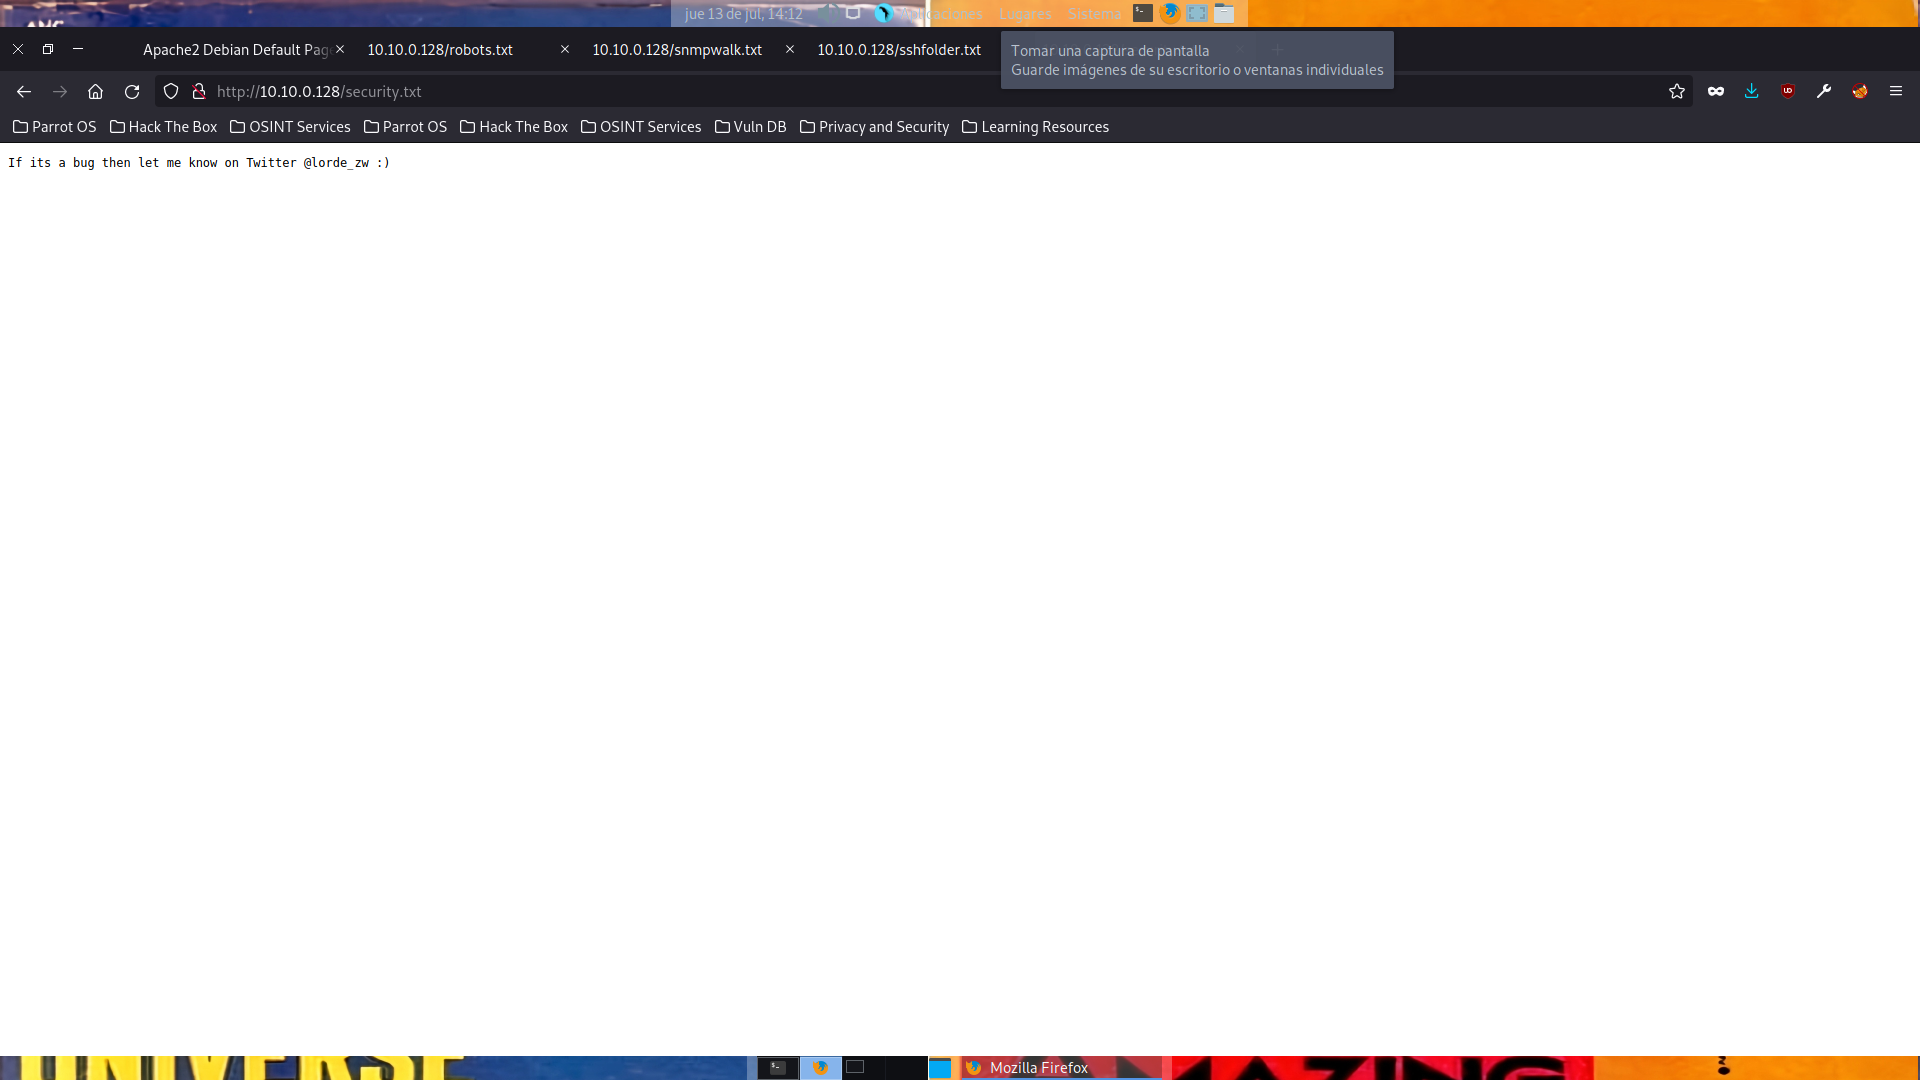 jue 13 de jul, 14:12 Aplicaciones Lugares Sistema
Apache2 Debian Default Pag 10.10.0.128/robots.txt 10.10.0.128/snmpwalk.txt 10.10.0.128/sshfolder.txt
Tomar una captura de pantalla
Guarde imágenes de su escritorio o ventanas individuales
http://10.10.0.128/security.txt
Parrot OS Hack The Box OSINT Services Parrot OS Hack The Box OSINT Services Vuln DB Privacy and Security Learning Resources
If its a bug then let me know on Twitter @lorde_zw :)
UNIVERSE
Mozilla Firefox
AMAZING